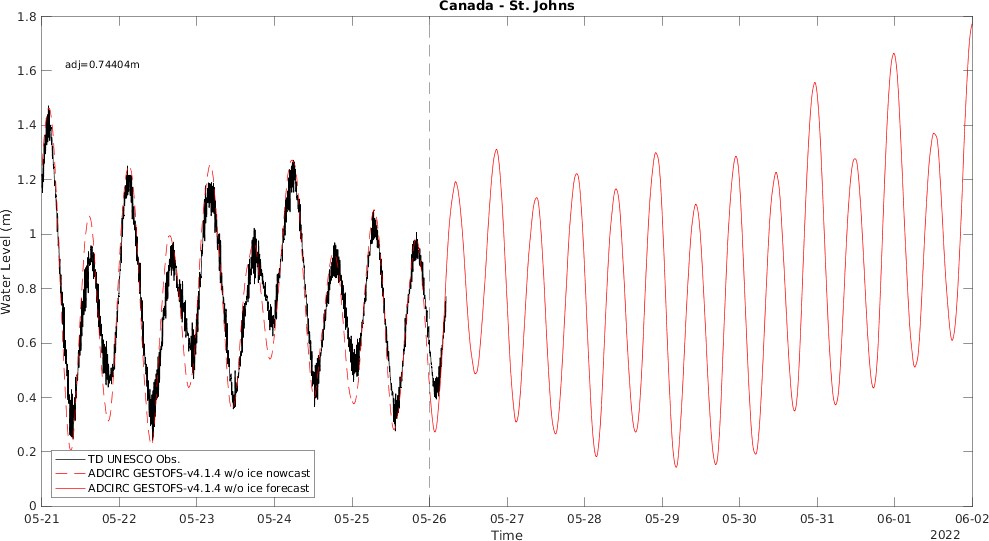 Canada - St. Johns
1.8
adj=0.74404m
1.6
1.4
1.2
1
0.8
0.6
0.4
0.2
0
Water Level (m)
TD UNESCO Obs.
ADCIRC GESTOFS-v4.1.4 w/o ice nowcast
ADCIRC GESTOFS-v4.1.4 w/o ice forecast
05-21 05-22 05-23 05-24 05-25 05-26 05-27 05-28 05-29 05-30 05-31 06-01 06-02
Time
2022